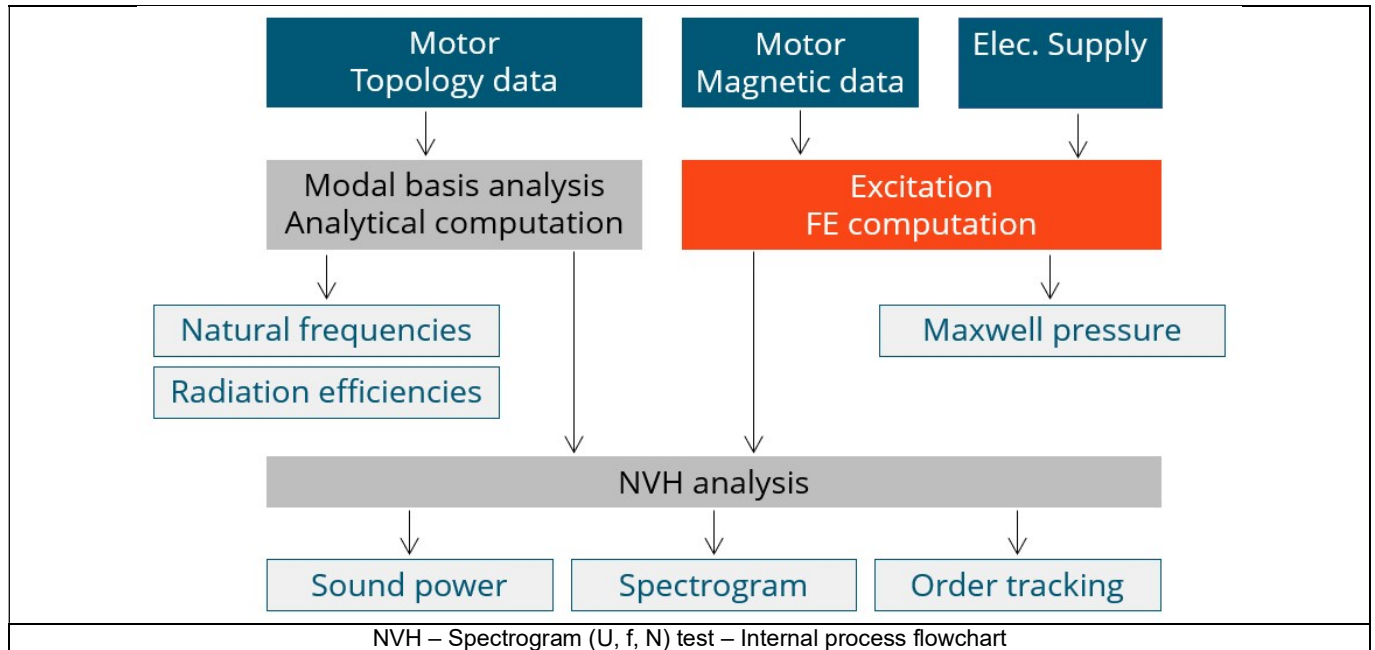 Motor
Topology data
Motor
Magnetic data
Elec. Supply
Modal basis analysis
Analytical computation
Excitation
FE computation
Natural frequencies
Radiation efficiencies
Maxwell pressure
NVH analysis
Sound power
Spectrogram
Order tracking
NVH – Spectrogram (U, f, N) test – Internal process flowchart